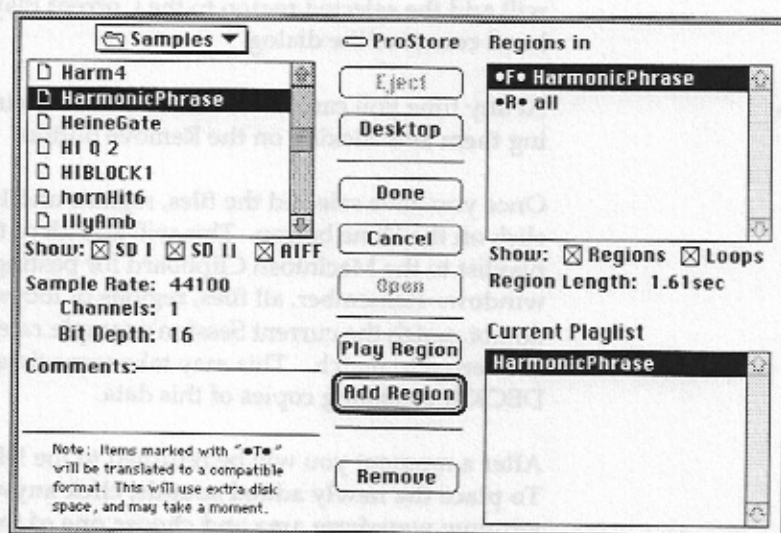 Samples
Harm4
HarmonicPhrase
HeineGate
HI Q 2
HIBLOCK1
hornHit6
IllyAmb
Show: SD I SD II AIFF
Sample Rate: 44100
Channels: 1
Bit Depth: 16
Comments:
Note: Items marked with "•T•"
will be translated to a compatible
format. This will use extra disk
space, and may take a moment.
ProStore
Eject
Desktop
Done
Cancel
Open
Play Region
Add Region
Remove
Regions in
•F• HarmonicPhrase
•R• all
Show: Regions Loops
Region Length: 1.61sec
Current Playlist
HarmonicPhrase